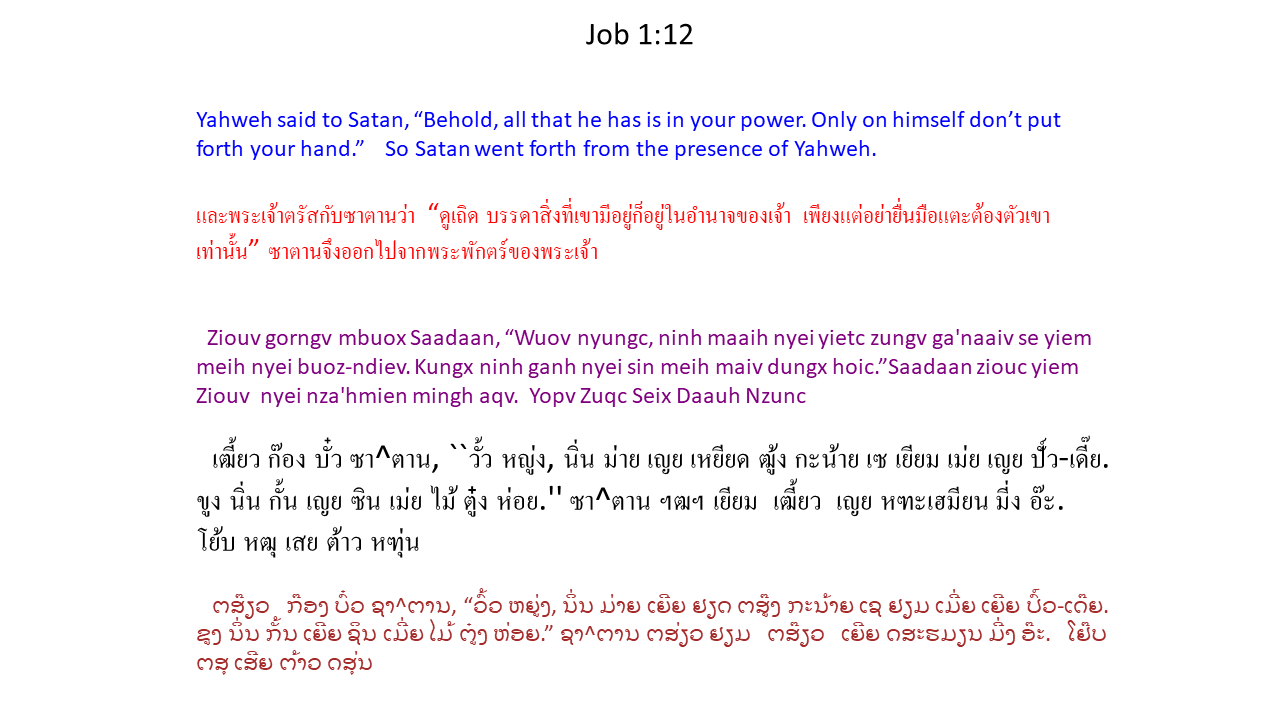 Job 1:12
Yahweh said to Satan, “Behold, all that he has is in your power. Only on himself don’t put
forth your hand.”    So Satan went forth from the presence of Yahweh.
และพระเจ้าตรัสกับซาตานว่า  “ดูเถิด บรรดาสิ่งที่เขามีอยู่ก็อยู่ในอำนาจของเจ้า  เพียงแต่อย่ายื่นมือแตะต้องตัวเขา
เท่านั้น”  ซาตานจึงออกไปจากพระพักตร์ของพระเจ้า
Ziouv gorngv mbuox Saadaan, “Wuov nyungc, ninh maaih nyei yietc zungv ga'naaiv se yiem
meih nyei buoz-ndiev. Kungx ninh ganh nyei sin meih maiv dungx hoic.”Saadaan ziouc yiem
Ziouv  nyei nza'hmien mingh aqv.  Yopv Zuqc Seix Daauh Nzunc
เฒี้ยว ก๊อง บั๋ว ซา^ตาน, ``วั้ว หญู่ง, นิ่น ม่าย เญย เหยียด ฒู้ง กะน้าย เซ เยียม เม่ย เญย ปั์ว-เดี๊ย.
ขูง นิ่น กั้น เญย ซิน เม่ย ไม้ ตู๋ง ห่อย." ซา^ตาน ฯฒฯ เยียม  เฒี้ยว  เญย หฑะเฮมียน มี่ง อ๊ะ.
โย้บ หฒุ เสย ต้าว หฑุ่น
ຕສ໊ຽວ   ກ໊ອງ ບົ໋ວ ຊາ^ຕານ, “ວົ້ວ ຫຍູ່ງ, ນິ່ນ ມ່າຍ ເຍີຍ ຢຽດ ຕສູ໊ງ ກະນ້າຍ ເຊ ຢຽມ ເມີ່ຍ ເຍີຍ ປົ໌ວ-ເດ໊ຍ.
ຂູງ ນິ່ນ ກັ້ນ ເຍີຍ ຊິນ ເມີ່ຍ ໄມ້ ຕູ໋ງ ຫ່ອຍ.” ຊາ^ຕານ ຕສ່ຽວ ຢຽມ   ຕສ໊ຽວ   ເຍີຍ ດສະຮມຽນ ມີ່ງ ອ໊ະ.   ໂຢ໊ບ
ຕສຸ ເສີຍ ຕ້າວ ດສຸ່ນ